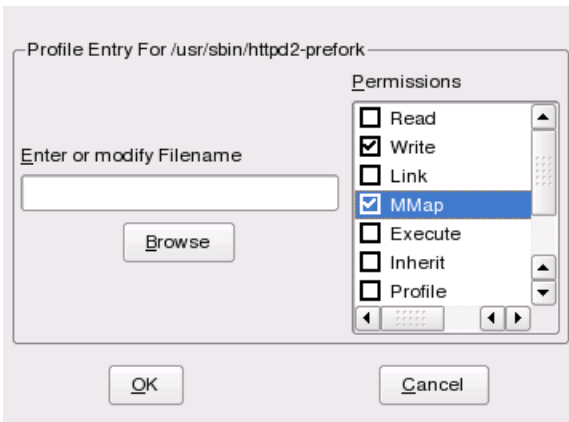 Profile Entry For /usr/sbin/httpd2-prefork
Permissions
Read
Write
Link
MMap
Execute
Inherit
Profile
Enter or modify Filename
Browse
OK
Cancel